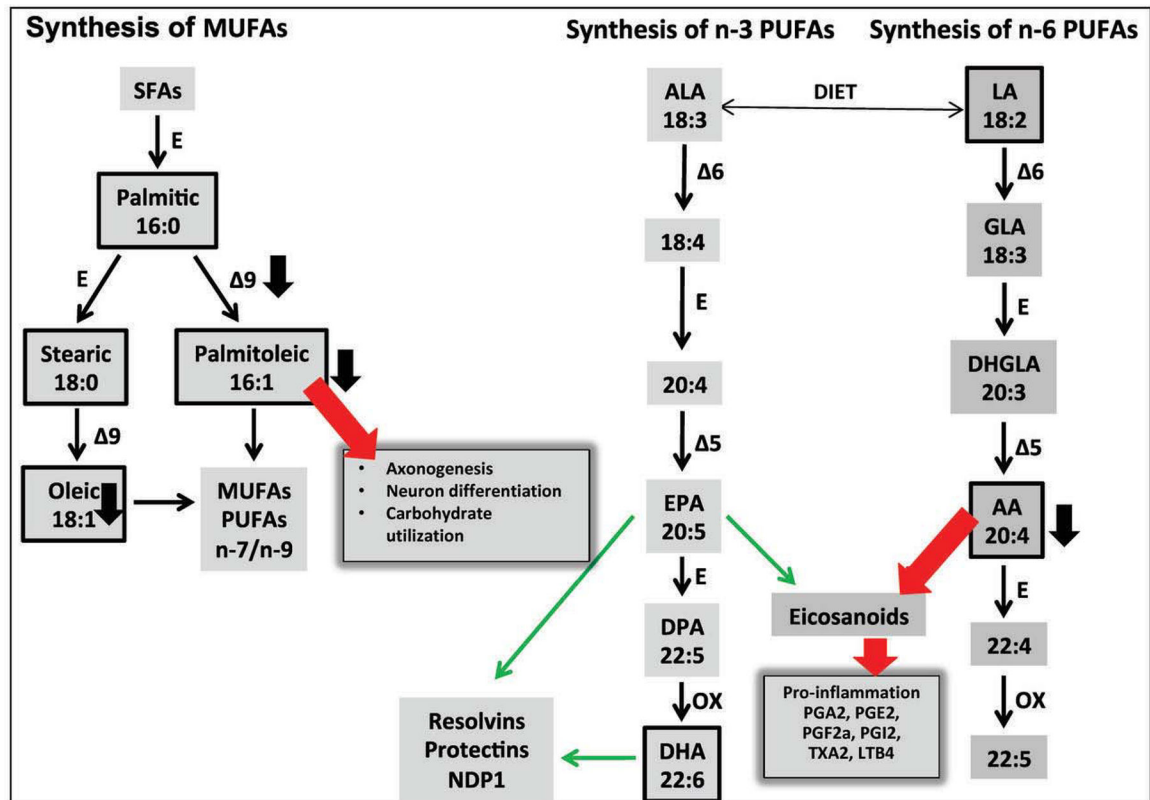 Synthesis of MUFAs
SFAs
E
Palmitic
16:0
E
Δ9
Stearic
18:0
Palmitoleic
16:1
Δ9
Oleic
18:1
MUFAs
PUFAs
n-7/n-9
• Axonogenesis
• Neuron differentiation
• Carbohydrate
utilization
Synthesis of n-3 PUFAs
ALA
18:3
DIET
Δ6
18:4
E
20:4
Δ5
EPA
20:5
E
DPA
22:5
OX
DHA
22:6
Resolvins
Protectins
NDP1
Synthesis of n-6 PUFAs
LA
18:2
Δ6
GLA
18:3
E
DHGLA
20:3
Δ5
AA
20:4
E
22:4
OX
22:5
Eicosanoids
Pro-inflammation
PGA2, PGE2,
PGF2a, PGI2,
TXA2, LTB4